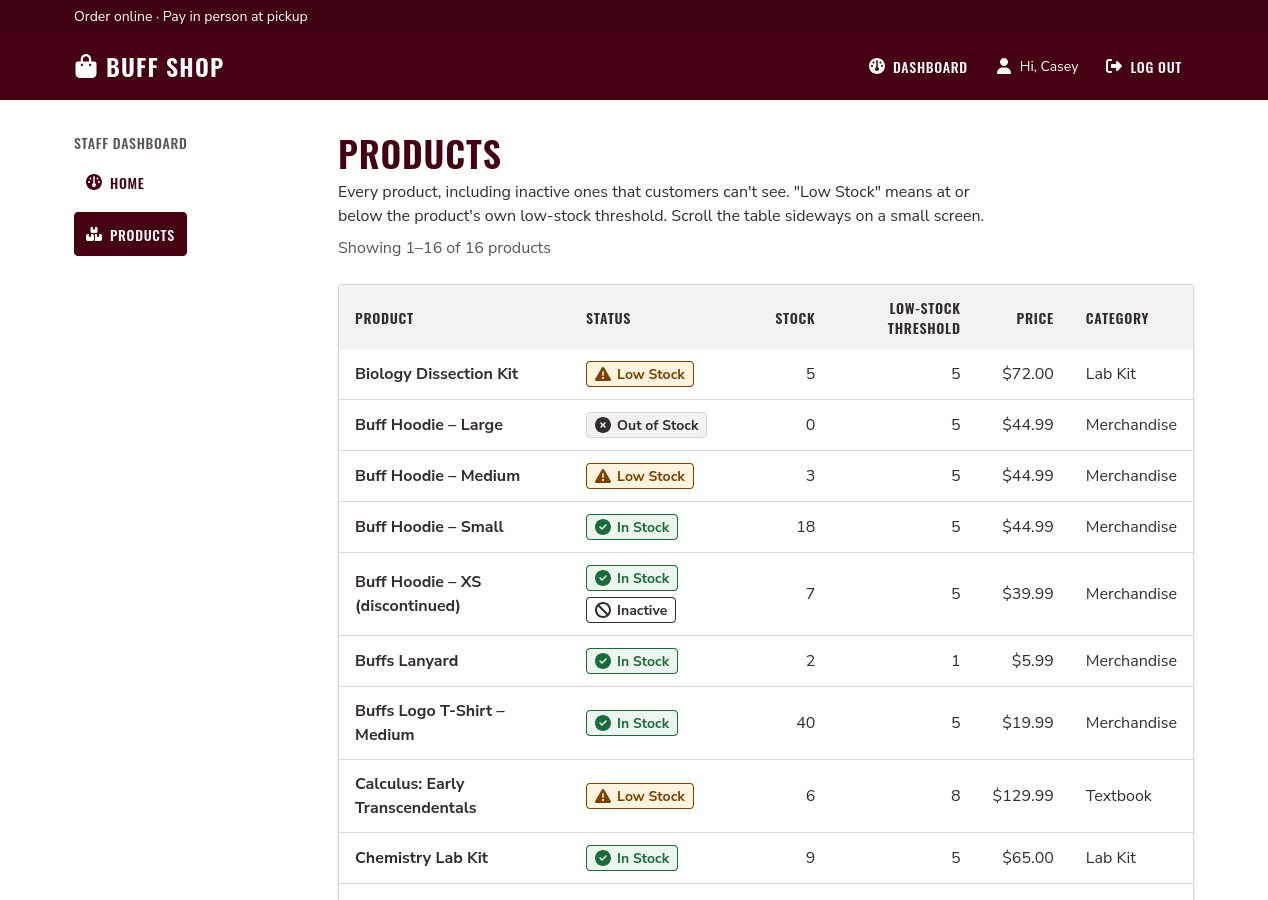 Order online · Pay in person at pickup
BUFF SHOP
DASHBOARD
Hi, Casey
LOG OUT
STAFF DASHBOARD
HOME
PRODUCTS
PRODUCTS
Every product, including inactive ones that customers can't see. "Low Stock" means at or
below the product's own low-stock threshold. Scroll the table sideways on a small screen.
Showing 1–16 of 16 products
PRODUCT STATUS STOCK LOW-STOCK THRESHOLD PRICE CATEGORY
Biology Dissection Kit Low Stock 5 5 $72.00 Lab Kit
Buff Hoodie – Large Out of Stock 0 5 $44.99 Merchandise
Buff Hoodie – Medium Low Stock 3 5 $44.99 Merchandise
Buff Hoodie – Small In Stock 18 5 $44.99 Merchandise
Buff Hoodie – XS (discontinued) In Stock Inactive 7 5 $39.99 Merchandise
Buffs Lanyard In Stock 2 1 $5.99 Merchandise
Buffs Logo T-Shirt – Medium In Stock 40 5 $19.99 Merchandise
Calculus: Early Transcendentals Low Stock 6 8 $129.99 Textbook
Chemistry Lab Kit In Stock 9 5 $65.00 Lab Kit